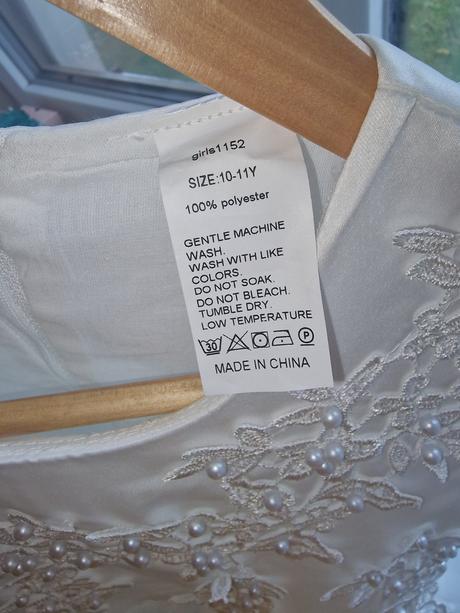 girls1152
SIZE:10-11Y
100% polyester
GENTLE MACHINE
WASH.
WASH WITH LIKE
COLORS.
DO NOT SOAK.
DO NOT BLEACH.
TUMBLE DRY.
LOW TEMPERATURE
30 P
MADE IN CHINA